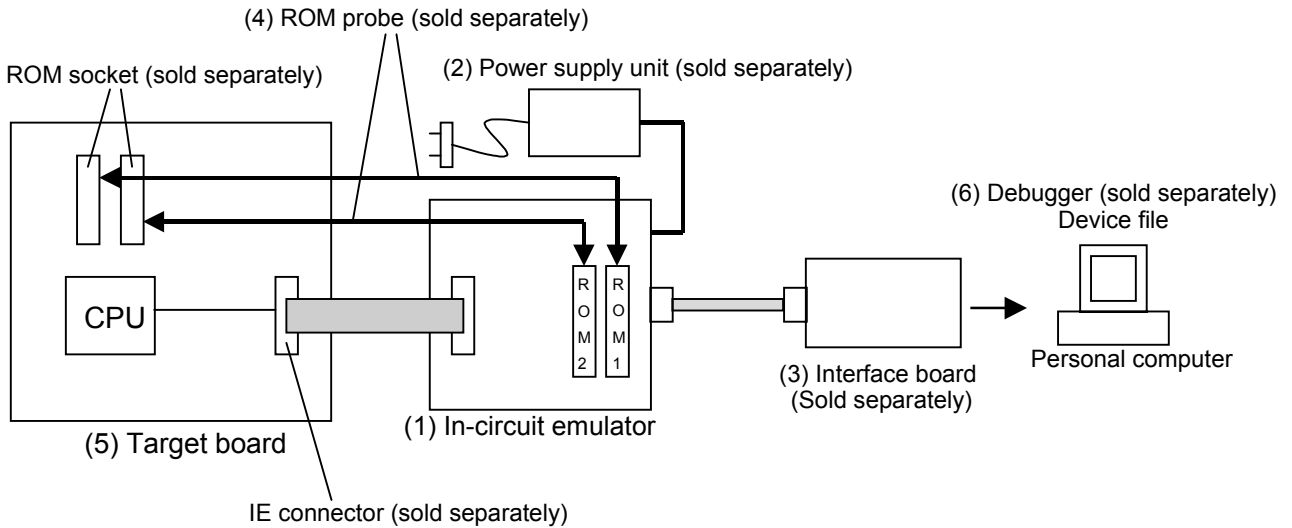 (4) ROM probe (sold separately)
ROM socket (sold separately)
(2) Power supply unit (sold separately)
(6) Debugger (sold separately)
Device file
ROM2
ROM1
CPU
Personal computer
(3) Interface board
(Sold separately)
(1) In-circuit emulator
(5) Target board
IE connector (sold separately)